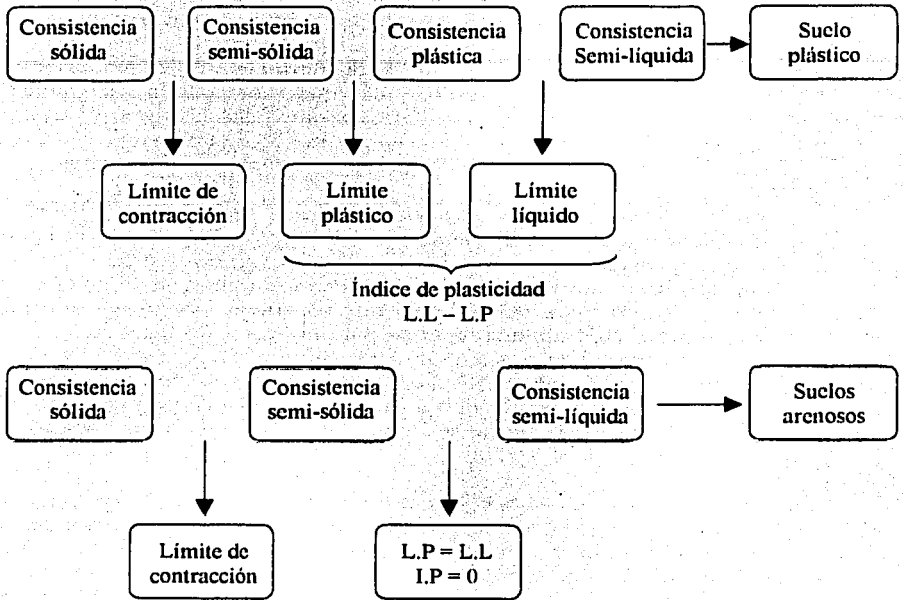 Consistencia
sólida
Consistencia
semi-sólida
Consistencia
plástica
Consistencia
Semi-líquida
Suelo
plástico
Límite de
contracción
Límite
plástico
Límite
líquido
Índice de plasticidad
L.L – L.P
Consistencia
sólida
Consistencia
semi-sólida
Consistencia
semi-líquida
Suelos
arenosos
Límite de
contracción
L.P = L.L
I.P = 0